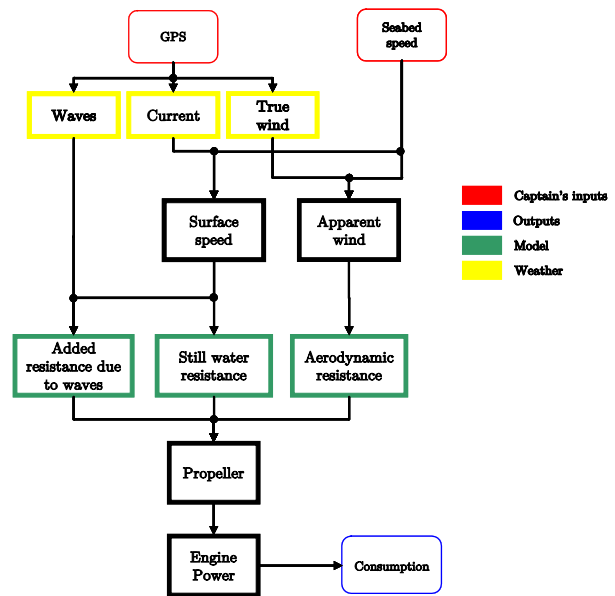 GPS
Seabed
speed
Waves
Current
True
wind
Surface
speed
Apparent
wind
Captain's inputs
Outputs
Model
Weather
Added
resistance due
to waves
Still water
resistance
Aerodynamic
resistance
Propeller
Engine
Power
Consumption